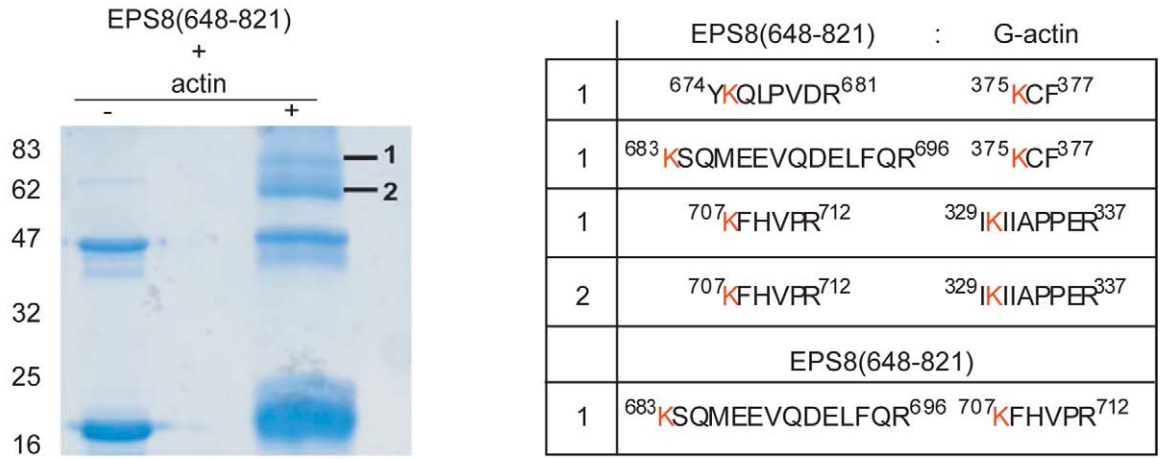 EPS8(648-821)
+
actin
- +
83
62
47
32
25
16
1
2
EPS8(648-821) : G-actin
1 674YKQLPVDR681 375KCF377
1 683KSQMEEVQDELFQR696 375KCF377
1 707KFHVPR712 329IKIIAPPER337
2 707KFHVPR712 329IKIIAPPER337
EPS8(648-821)
1 683KSQMEEVQDELFQR696 707KFHVPR712